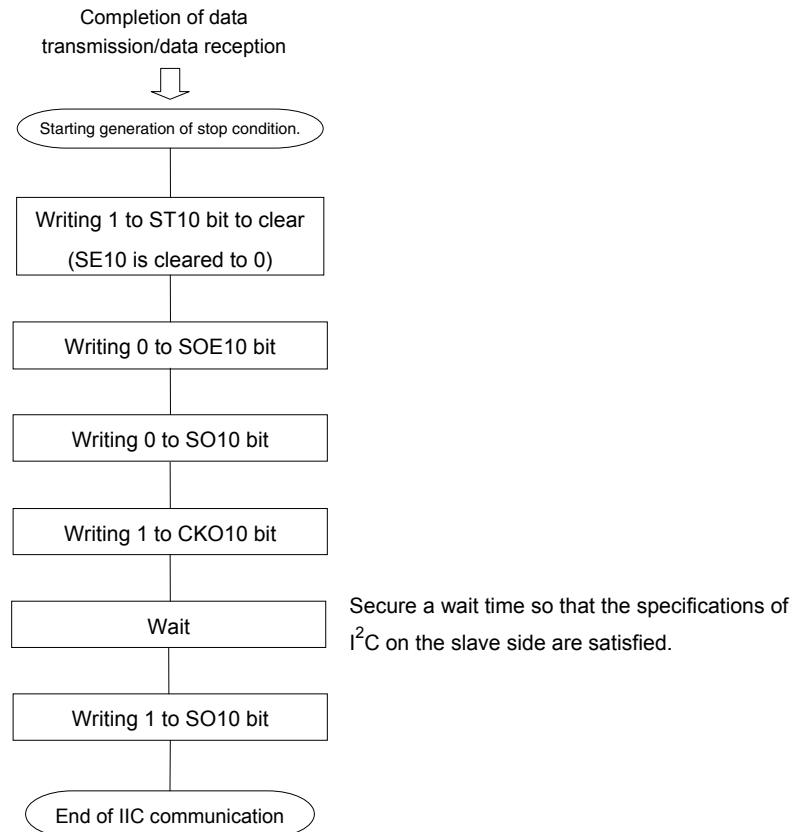 Completion of data
transmission/data reception
Starting generation of stop condition.
Writing 1 to ST10 bit to clear
(SE10 is cleared to 0)
Writing 0 to SOE10 bit
Writing 0 to SO10 bit
Writing 1 to CKO10 bit
Wait
Secure a wait time so that the specifications of
I²C on the slave side are satisfied.
Writing 1 to SO10 bit
End of IIC communication